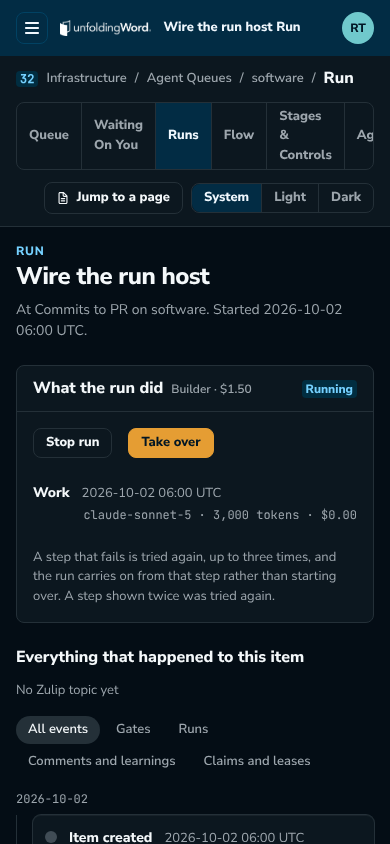 unfoldingWord. Wire the run host Run RT
32 Infrastructure / Agent Queues / software / Run
Queue
Waiting
On You
Runs
Flow
Stages
&
Controls
Ag
Jump to a page System Light Dark
RUN
Wire the run host
At Commits to PR on software. Started 2026-10-02
06:00 UTC.
What the run did Builder · $1.50 Running
Stop run Take over
Work 2026-10-02 06:00 UTC
claude-sonnet-5 · 3,000 tokens · $0.00
A step that fails is tried again, up to three times, and
the run carries on from that step rather than starting
over. A step shown twice was tried again.
Everything that happened to this item
No Zulip topic yet
All events Gates Runs
Comments and learnings Claims and leases
2026-10-02
Item created 2026-10-02 06:00 UTC